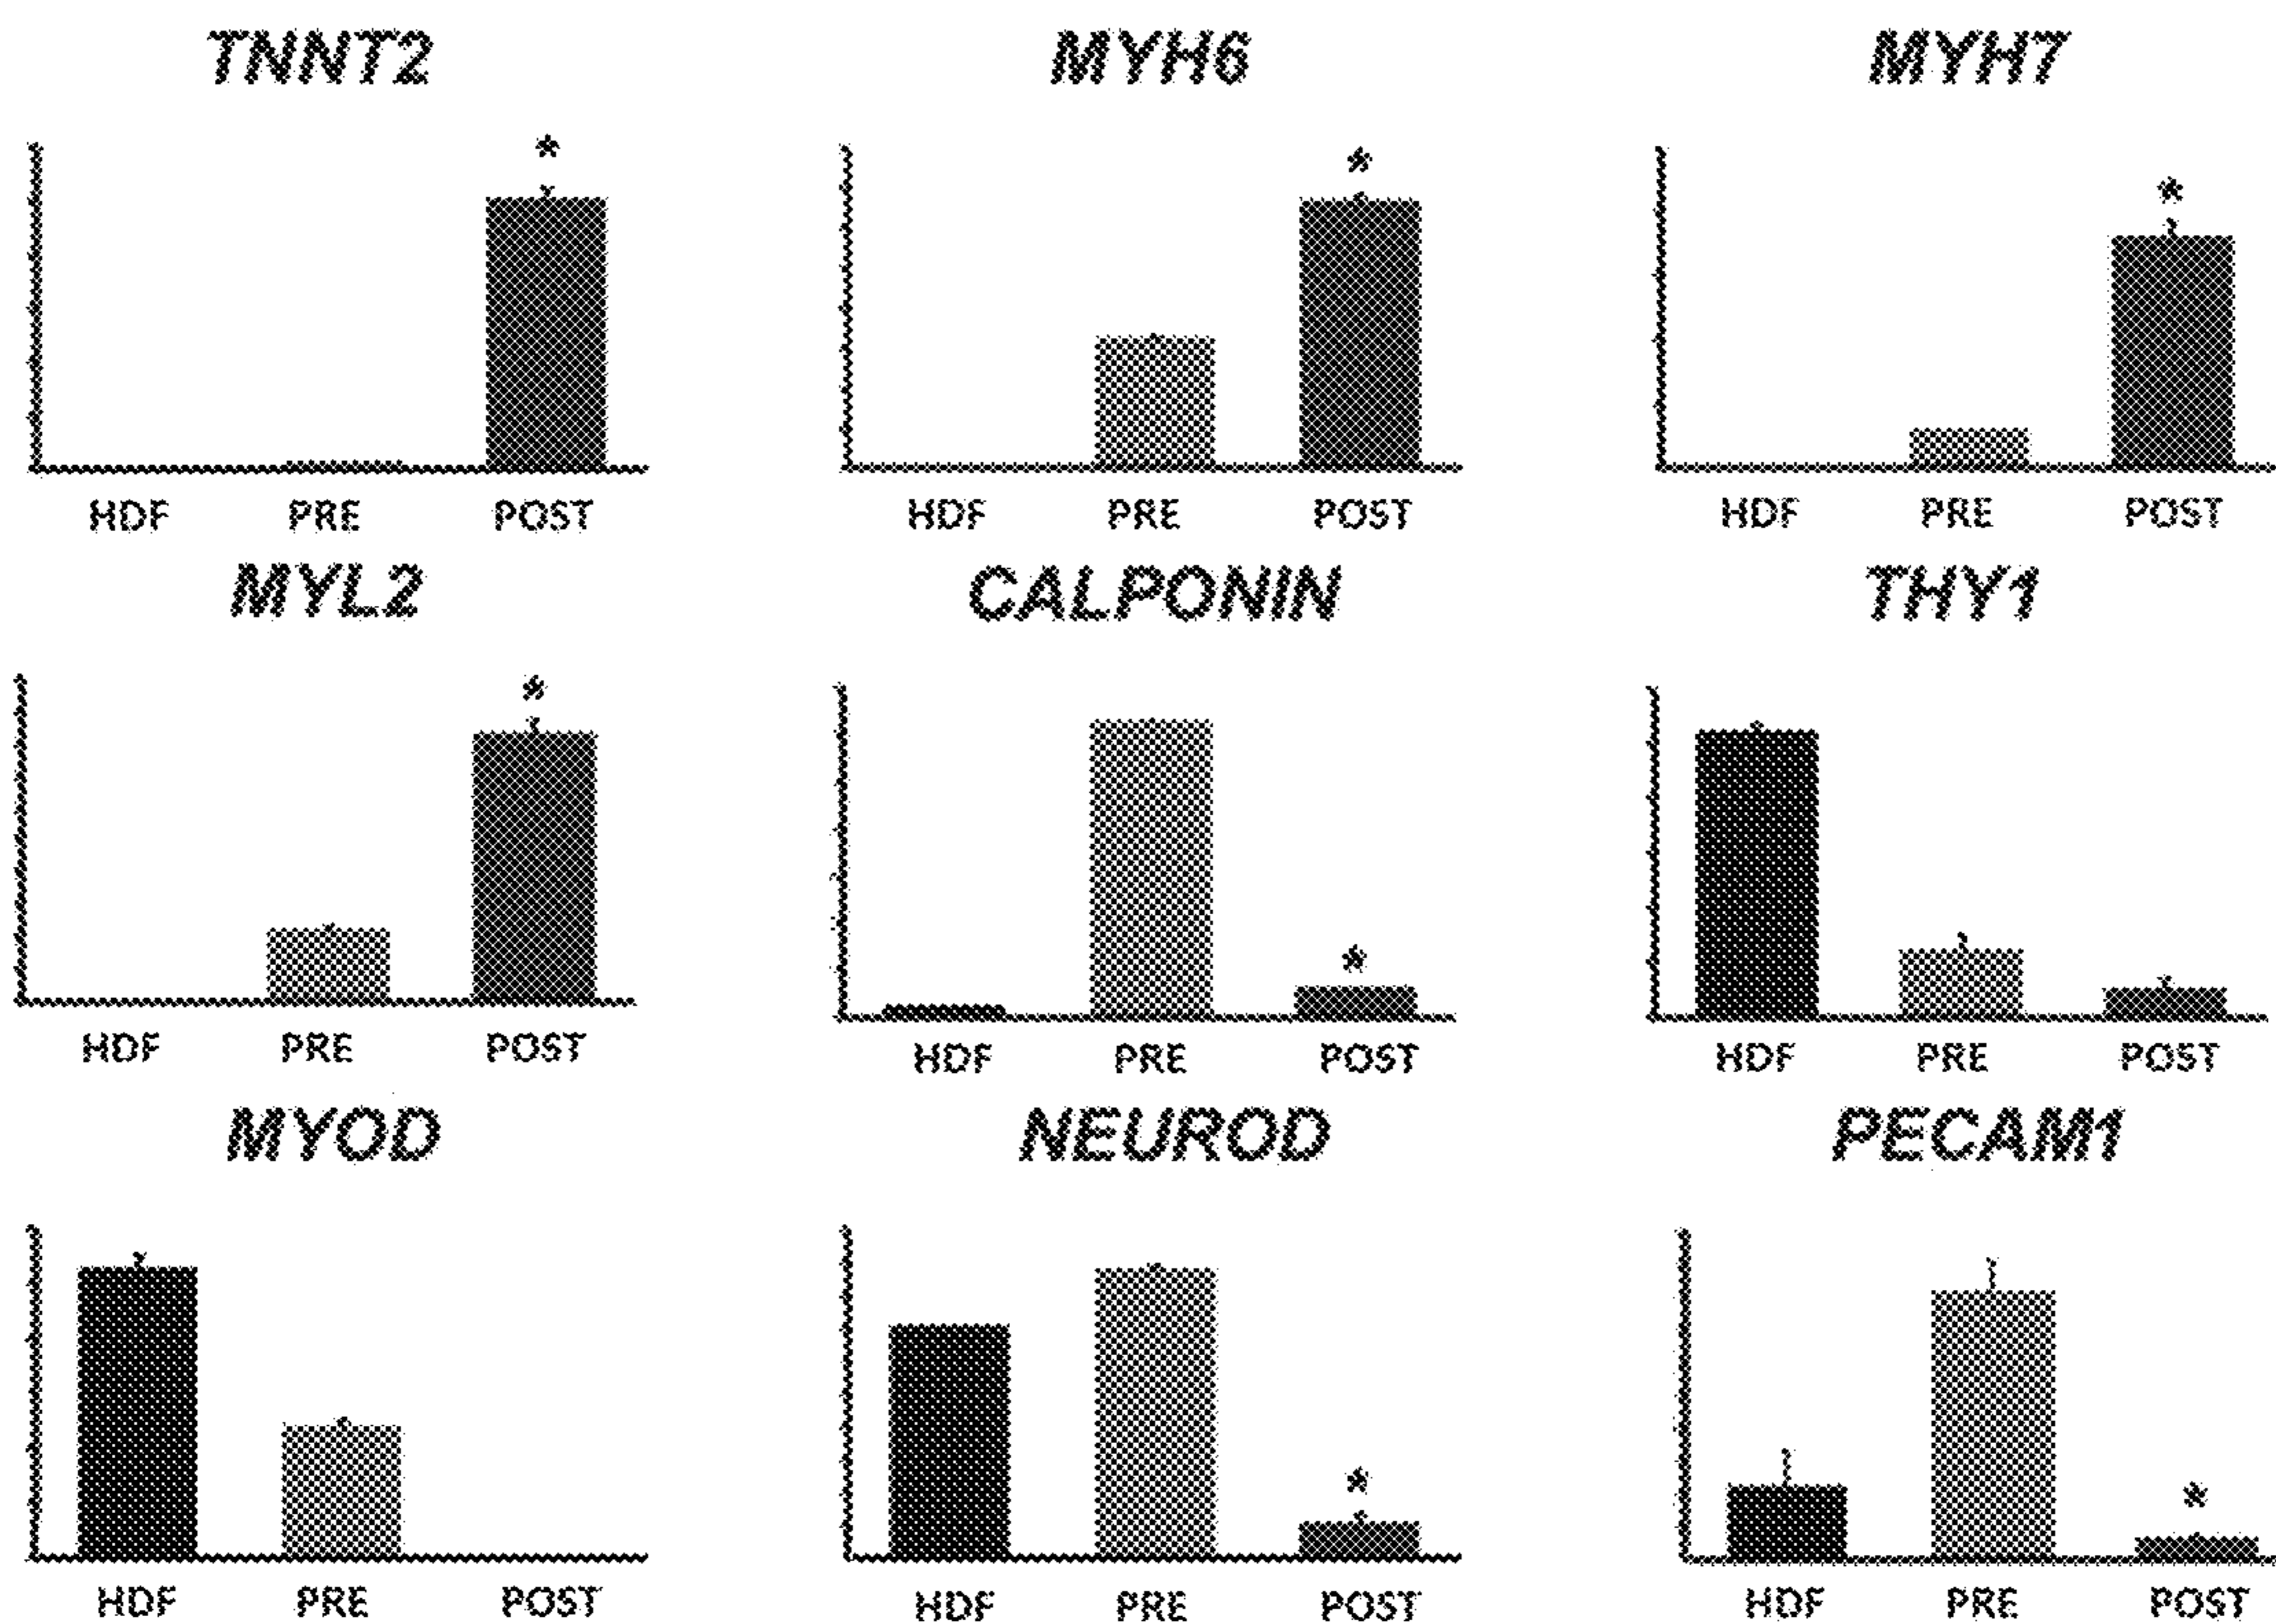 TNNT2 MYH6 MYH7
* * *
HDF PRE POST HDF PRE POST HDF PRE POST
MYL2 CALPONIN THY1
* *
HDF PRE POST HDF PRE POST HDF PRE POST
MYOD NEUROD PECAM1
* *
HDF PRE POST HDF PRE POST HDF PRE POST